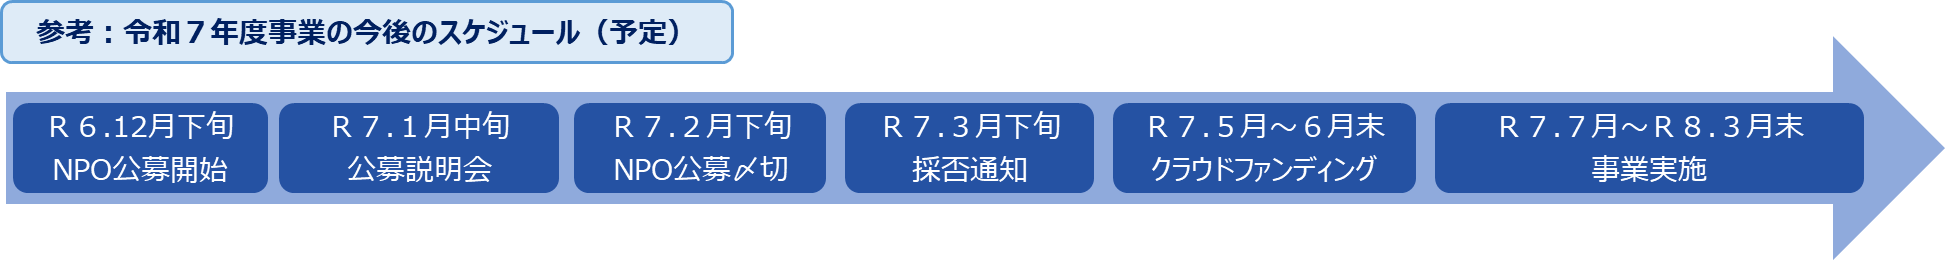 参考：令和７年度事業の今後のスケジュール（予定）
Ｒ６.12月下旬
NPO公募開始
Ｒ７.１月中旬
公募説明会
Ｒ７.２月下旬
NPO公募〆切
Ｒ７.３月下旬
採否通知
Ｒ７.５月～６月末
クラウドファンディング
Ｒ７.７月～Ｒ８.３月末
事業実施